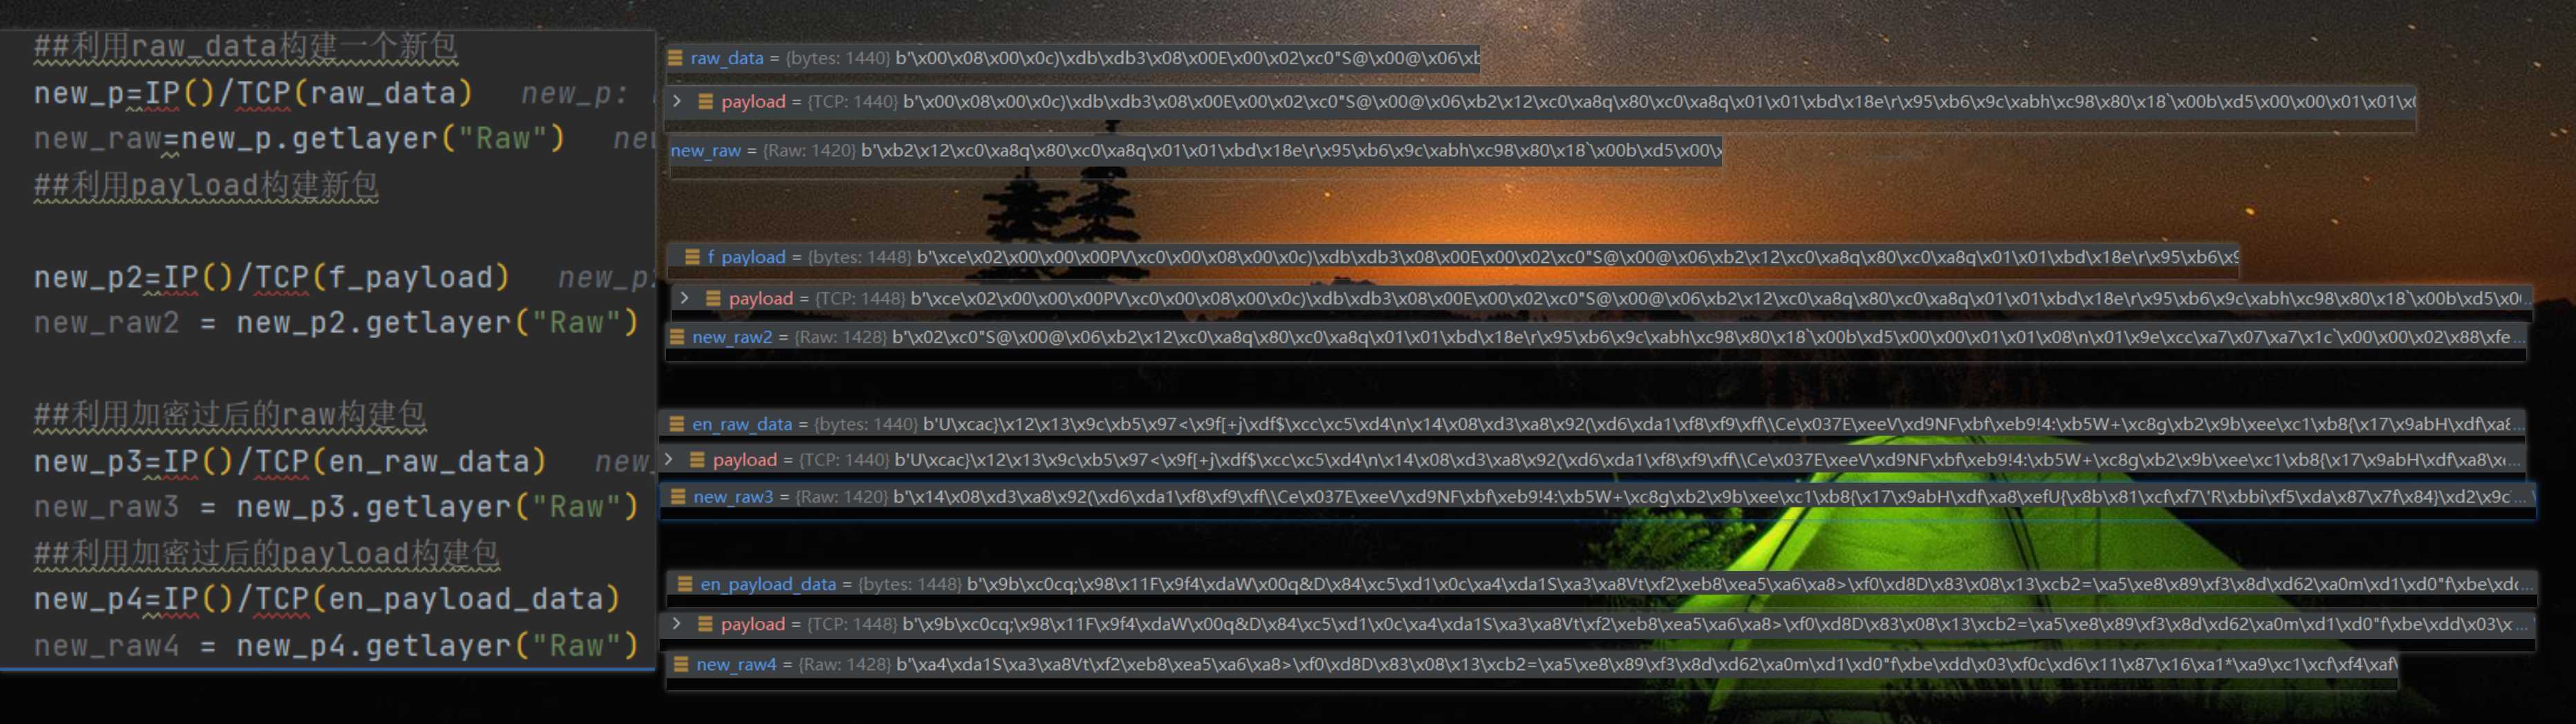 ##利用raw_data构建一个新包
new_p=IP()/TCP(raw_data) new_p:
new_raw=new_p.getlayer("Raw") new
##利用payload构建新包
new_p2=IP()/TCP(f_payload) new_p2
new_raw2 = new_p2.getlayer("Raw")
##利用加密过后的raw构建包
new_p3=IP()/TCP(en_raw_data) new_
new_raw3 = new_p3.getlayer("Raw")
##利用加密过后的payload构建包
new_p4=IP()/TCP(en_payload_data)
new_raw4 = new_p4.getlayer("Raw")
raw_data = {bytes: 1440} b'\x00\x08\x00\x0c)\xdb\xdb3\x08\x00E\x00\x02\xc0"S@\x00@\x06\xb
payload = {TCP: 1440} b'\x00\x08\x00\x0c)\xdb\xdb3\x08\x00E\x00\x02\xc0"S@\x00@\x06\xb2\x12\xc0\xa8q\x80\xc0\xa8q\x01\x01\xbd\x18e\r\x95\xb6\x9c\xabh\xc98\x80\x18`\x00b\xd5\x00\x00\x01\x01\x0
new_raw = {Raw: 1420} b'\xb2\x12\xc0\xa8q\x80\xc0\xa8q\x01\x01\xbd\x18e\r\x95\xb6\x9c\xabh\xc98\x80\x18`\x00b\xd5\x00\x
f_payload = {bytes: 1448} b'\xce\x02\x00\x00\x00PV\xc0\x00\x08\x00\x0c)\xdb\xdb3\x08\x00E\x00\x02\xc0"S@\x00@\x06\xb2\x12\xc0\xa8q\x80\xc0\xa8q\x01\x01\xbd\x18e\r\x95\xb6\x9
payload = {TCP: 1448} b'\xce\x02\x00\x00\x00PV\xc0\x00\x08\x00\x0c)\xdb\xdb3\x08\x00E\x00\x02\xc0"S@\x00@\x06\xb2\x12\xc0\xa8q\x80\xc0\xa8q\x01\x01\xbd\x18e\r\x95\xb6\x9c\xabh\xc98\x80\x18`\x00b\xd5\x00...
new_raw2 = {Raw: 1428} b'\x02\xc0"S@\x00@\x06\xb2\x12\xc0\xa8q\x80\xc0\xa8q\x01\x01\xbd\x18e\r\x95\xb6\x9c\xabh\xc98\x80\x18`\x00b\xd5\x00\x00\x01\x01\x08\n\x01\x9e\xcc\xa7\x07\xa7\x1c`\x00\x00\x02\x88\xfe...
en_raw_data = {bytes: 1440} b'U\xcac}\x12\x13\x9c\xb5\x97<\x9f[+j\xdf$\xcc\xc5\xd4\n\x14\x08\xd3\xa8\x92(\xd6\xda1\xf8\xf9\xff\\Ce\x037E\xeeV\xd9NF\xbf\xeb9!4:\xb5W+\xc8g\xb2\x9b\xee\xc1\xb8{\x17\x9abH\xdf\xa8...
payload = {TCP: 1440} b'U\xcac}\x12\x13\x9c\xb5\x97<\x9f[+j\xdf$\xcc\xc5\xd4\n\x14\x08\xd3\xa8\x92(\xd6\xda1\xf8\xf9\xff\\Ce\x037E\xeeV\xd9NF\xbf\xeb9!4:\xb5W+\xc8g\xb2\x9b\xee\xc1\xb8{\x17\x9abH\xdf\xa8\x...
new_raw3 = {Raw: 1420} b'\x14\x08\xd3\xa8\x92(\xd6\xda1\xf8\xf9\xff\\Ce\x037E\xeeV\xd9NF\xbf\xeb9!4:\xb5W+\xc8g\xb2\x9b\xee\xc1\xb8{\x17\x9abH\xdf\xa8\xefU{\x8b\x81\xcf\xf7\'R\xbbi\xf5\xda\x87\x7f\x84}\xd2\x9c'...
en_payload_data = {bytes: 1448} b'\x9b\xc0cq;\x98\x11F\x9f4\xdaW\x00q&D\x84\xc5\xd1\x0c\xa4\xda1S\xa3\xa8Vt\xf2\xeb8\xea5\xa6\xa8>\xf0\xd8D\x83\x08\x13\xcb2=\xa5\xe8\x89\xf3\x8d\xd62\xa0m\xd1\xd0"f\xbe\xdd...
payload = {TCP: 1448} b'\x9b\xc0cq;\x98\x11F\x9f4\xdaW\x00q&D\x84\xc5\xd1\x0c\xa4\xda1S\xa3\xa8Vt\xf2\xeb8\xea5\xa6\xa8>\xf0\xd8D\x83\x08\x13\xcb2=\xa5\xe8\x89\xf3\x8d\xd62\xa0m\xd1\xd0"f\xbe\xdd\x03\x...
new_raw4 = {Raw: 1428} b'\xa4\xda1S\xa3\xa8Vt\xf2\xeb8\xea5\xa6\xa8>\xf0\xd8D\x83\x08\x13\xcb2=\xa5\xe8\x89\xf3\x8d\xd62\xa0m\xd1\xd0"f\xbe\xdd\x03\xf0c\xd6\x11\x87\x16\xa1*\xa9\xc1\xcf\xf4\xaf\